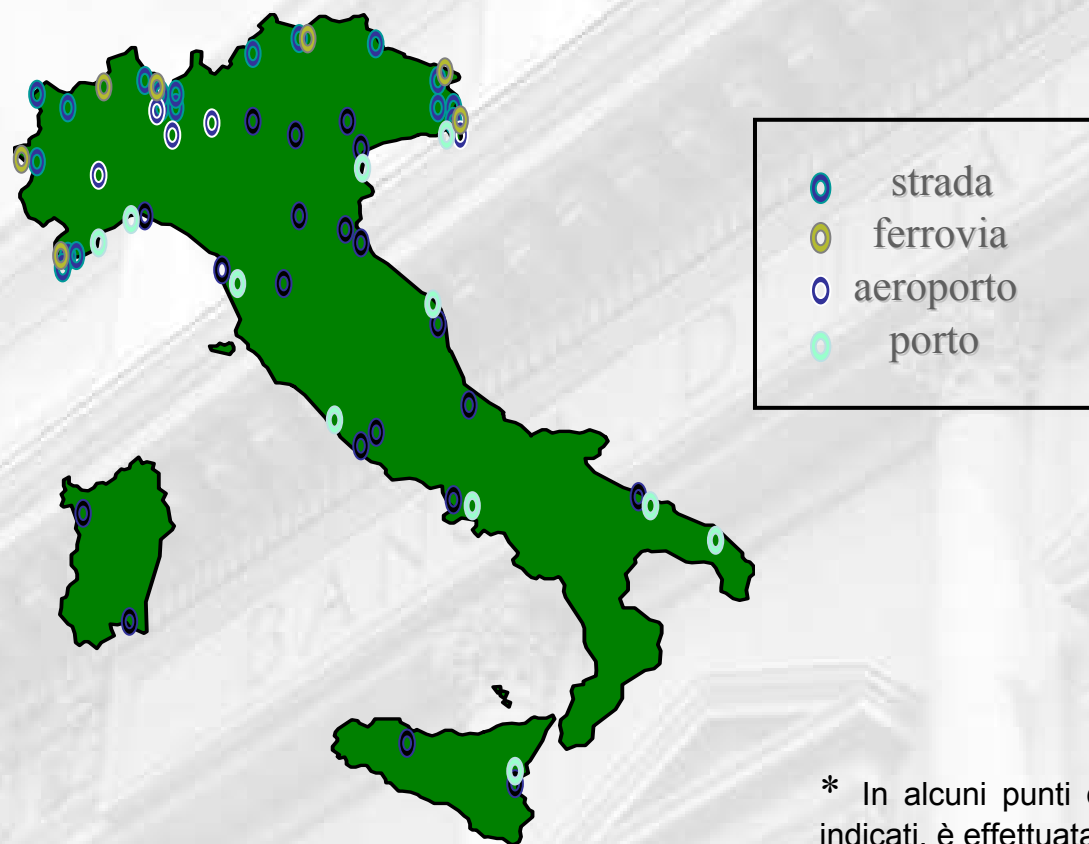 strada
ferrovia
aeroporto
porto
* In alcuni punti
indicati, è effettuata